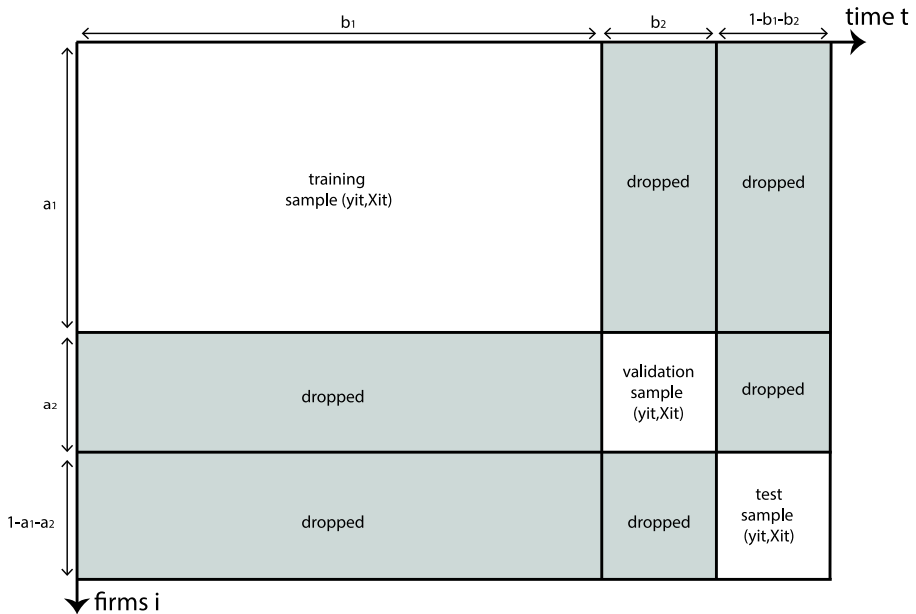 b1
b2
1-b1-b2
time t
a1
training
sample (yit,Xit)
dropped
dropped
a2
dropped
validation
sample
(yit,Xit)
dropped
1-a1-a2
dropped
dropped
test
sample
(yit,Xit)
firms i